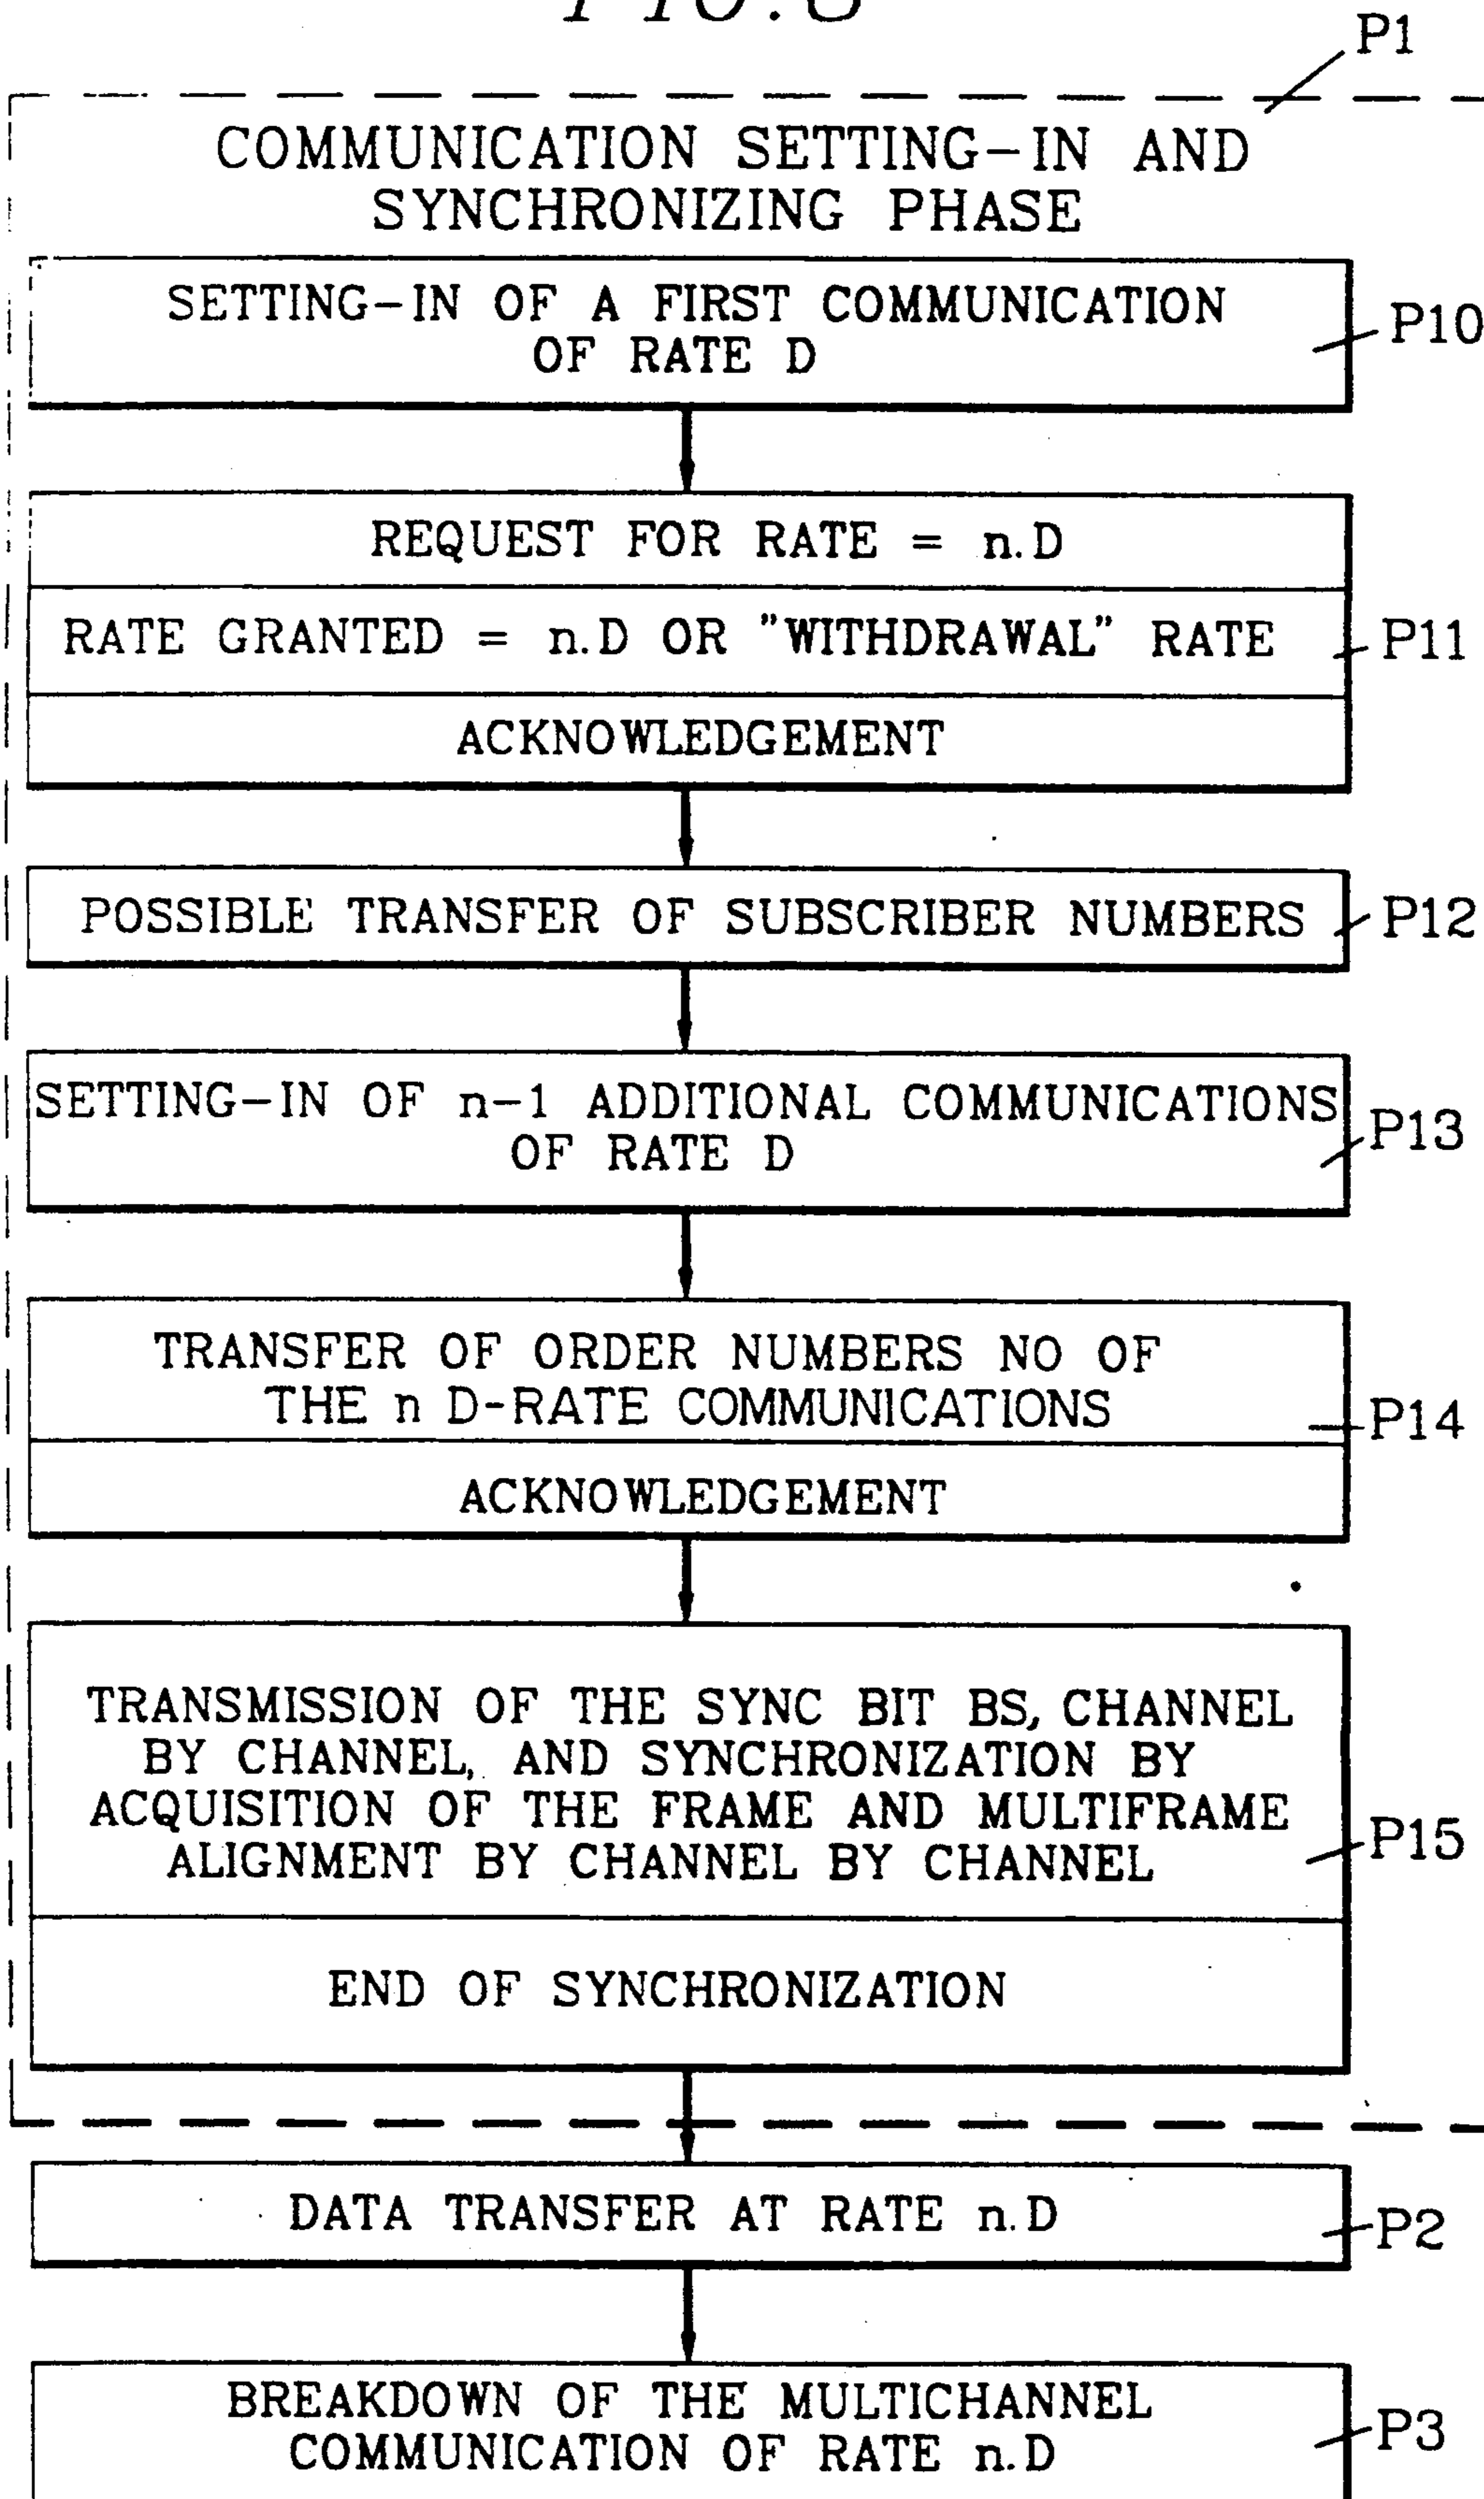 P1
COMMUNICATION SETTING-IN AND
SYNCHRONIZING PHASE
SETTING-IN OF A FIRST COMMUNICATION
OF RATE D
P10
REQUEST FOR RATE = n.D
RATE GRANTED = n.D OR "WITHDRAWAL" RATE
P11
ACKNOWLEDGEMENT
POSSIBLE TRANSFER OF SUBSCRIBER NUMBERS
P12
SETTING-IN OF n-1 ADDITIONAL COMMUNICATIONS
OF RATE D
P13
TRANSFER OF ORDER NUMBERS NO OF
THE n D-RATE COMMUNICATIONS
P14
ACKNOWLEDGEMENT
TRANSMISSION OF THE SYNC BIT BS, CHANNEL
BY CHANNEL, AND SYNCHRONIZATION BY
ACQUISITION OF THE FRAME AND MULTIFRAME
ALIGNMENT BY CHANNEL BY CHANNEL
P15
END OF SYNCHRONIZATION
DATA TRANSFER AT RATE n.D
P2
BREAKDOWN OF THE MULTICHANNEL
COMMUNICATION OF RATE n.D
P3